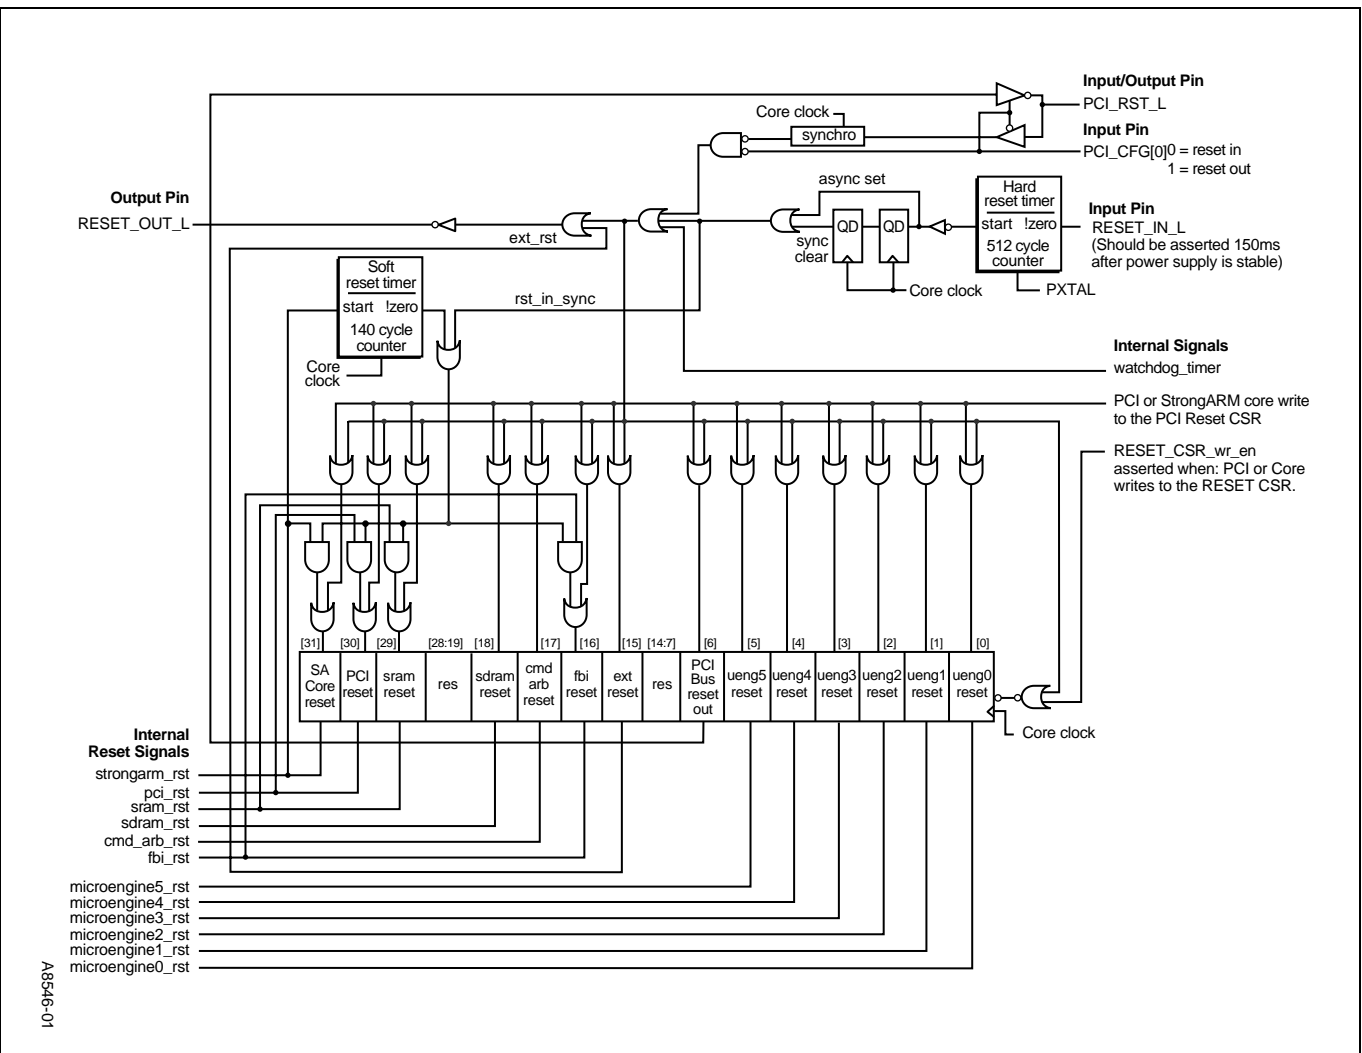 Input/Output Pin
PCI_RST_L
Core clock
synchro
Input Pin
PCI_CFG[0] 0 = reset in
1 = reset out
async set
Hard
reset timer
start !zero
512 cycle
counter
PXTAL
Input Pin
RESET_IN_L
(Should be asserted 150ms
after power supply is stable)
Output Pin
RESET_OUT_L
ext_rst
QD
QD
sync
clear
Core clock
Soft
reset timer
start !zero
140 cycle
counter
Core
clock
rst_in_sync
Internal Signals
watchdog_timer
PCI or StrongARM core write
to the PCI Reset CSR
RESET_CSR_wr_en
asserted when: PCI or Core
writes to the RESET CSR.
[31] [30] [29] [28:19] [18] [17] [16] [15] [14:7] [6] [5] [4] [3] [2] [1] [0]
SA
Core
reset
PCI
reset
sram
reset
res
sdram
reset
cmd
arb
reset
fbi
reset
ext
reset
res
PCI
Bus
reset
out
ueng5
reset
ueng4
reset
ueng3
reset
ueng2
reset
ueng1
reset
ueng0
reset
Core clock
Internal
Reset Signals
strongarm_rst
pci_rst
sram_rst
sdram_rst
cmd_arb_rst
fbi_rst
microengine5_rst
microengine4_rst
microengine3_rst
microengine2_rst
microengine1_rst
microengine0_rst
A8546-01